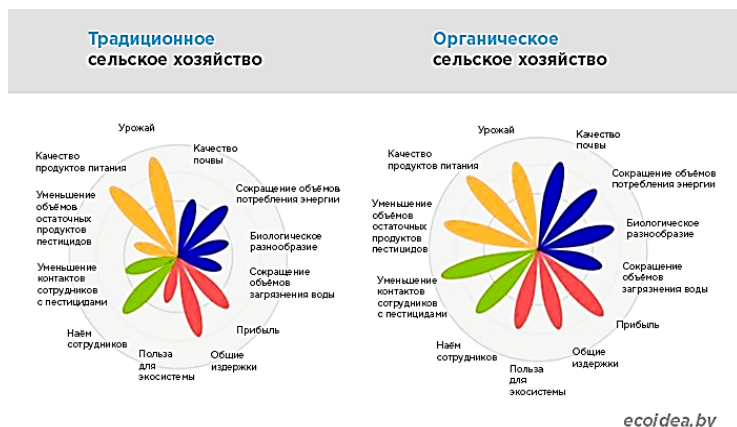 Традиционное
сельское хозяйство
Органическое
сельское хозяйство
Урожай
Качество
почвы
Качество
продуктов питания
Сокращение объёмов
потребления энергии
Уменьшение
объёмов
остаточных
продуктов
пестицидов
Биологическое
разнообразие
Уменьшение
контактов
сотрудников
с пестицидами
Сокращение
объёмов
загрязнения воды
Наём
сотрудников
Прибыль
Польза
для
экосистемы
Общие
издержки
Урожай
Качество
почвы
Качество
продуктов питания
Сокращение объёмов
потребления энергии
Уменьшение
объёмов
остаточных
продуктов
пестицидов
Биологическое
разнообразие
Уменьшение
контактов
сотрудников
с пестицидами
Сокращение
объёмов
загрязнения воды
Прибыль
Наём
сотрудников
Общие
издержки
Польза
для
экосистемы
ecoidea.by